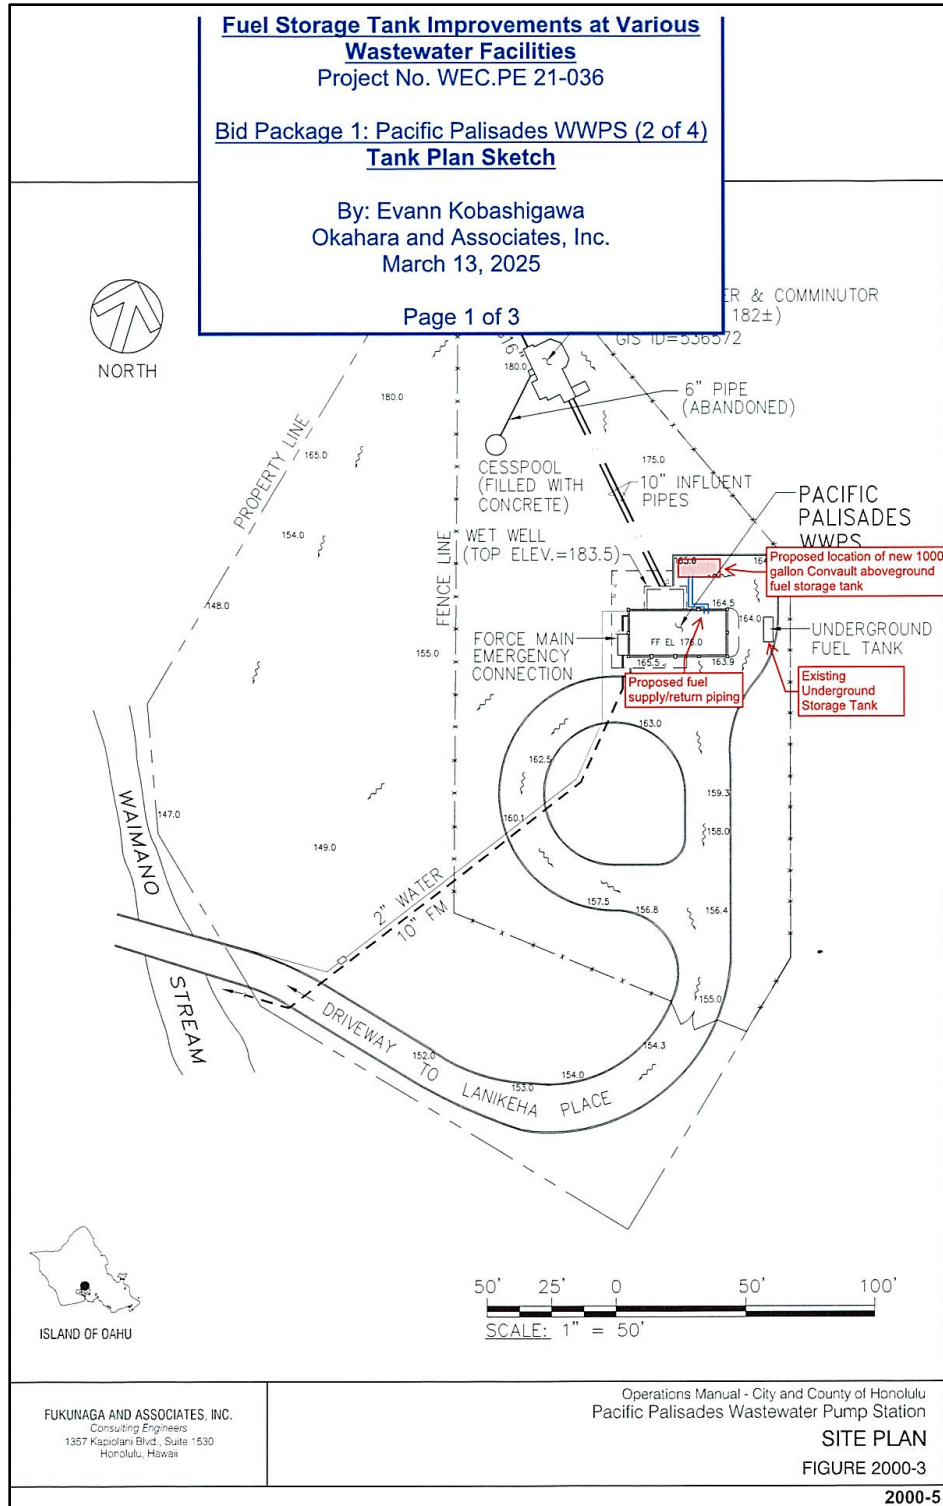 Fuel Storage Tank Improvements at Various
Wastewater Facilities
Project No. WEC.PE 21-036
Bid Package 1: Pacific Palisades WWPS (2 of 4)
Tank Plan Sketch
By: Evann Kobashigawa
Okahara and Associates, Inc.
March 13, 2025
Page 1 of 3
NORTH
ER & COMMINUTOR
182±)
GIS ID=536572
16"
180.0
6" PIPE
(ABANDONED)
180.0
PROPERTY LINE
165.0
CESSPOOL
(FILLED WITH
CONCRETE)
175.0
10" INFLUENT
PIPES
PACIFIC
PALISADES
WWPS
154.0
FENCE LINE
WET WELL
(TOP ELEV.=183.5)
Proposed location of new 1000
gallon Convault aboveground
fuel storage tank
148.0
164.5
164.0
UNDERGROUND
FUEL TANK
155.0
FORCE MAIN
EMERGENCY
CONNECTION
FF EL 176.0
165.5
163.9
Proposed fuel
supply/return piping
Existing
Underground
Storage Tank
163.0
162.5
159.3
WAIMANO
STREAM
147.0
160.1
158.0
149.0
2" WATER
10" FM
157.5
156.8
156.4
155.0
DRIVEWAY TO LANIKEHA PLACE
152.0
153.0
154.0
154.3
ISLAND OF OAHU
50' 25' 0 50' 100'
SCALE: 1" = 50'
FUKUNAGA AND ASSOCIATES, INC.
Consulting Engineers
1357 Kapiolani Blvd., Suite 1530
Honolulu, Hawaii
Operations Manual - City and County of Honolulu
Pacific Palisades Wastewater Pump Station
SITE PLAN
FIGURE 2000-3
2000-5